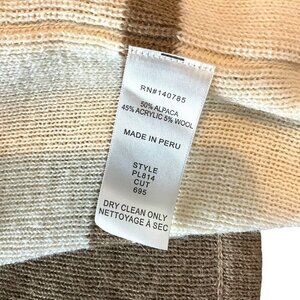 RN#140785
50% ALPACA
45% ACRYLIC 5% WOOL
MADE IN PERU
STYLE
PL814
CUT
695
DRY CLEAN ONLY
NETTOYAGE À SEC